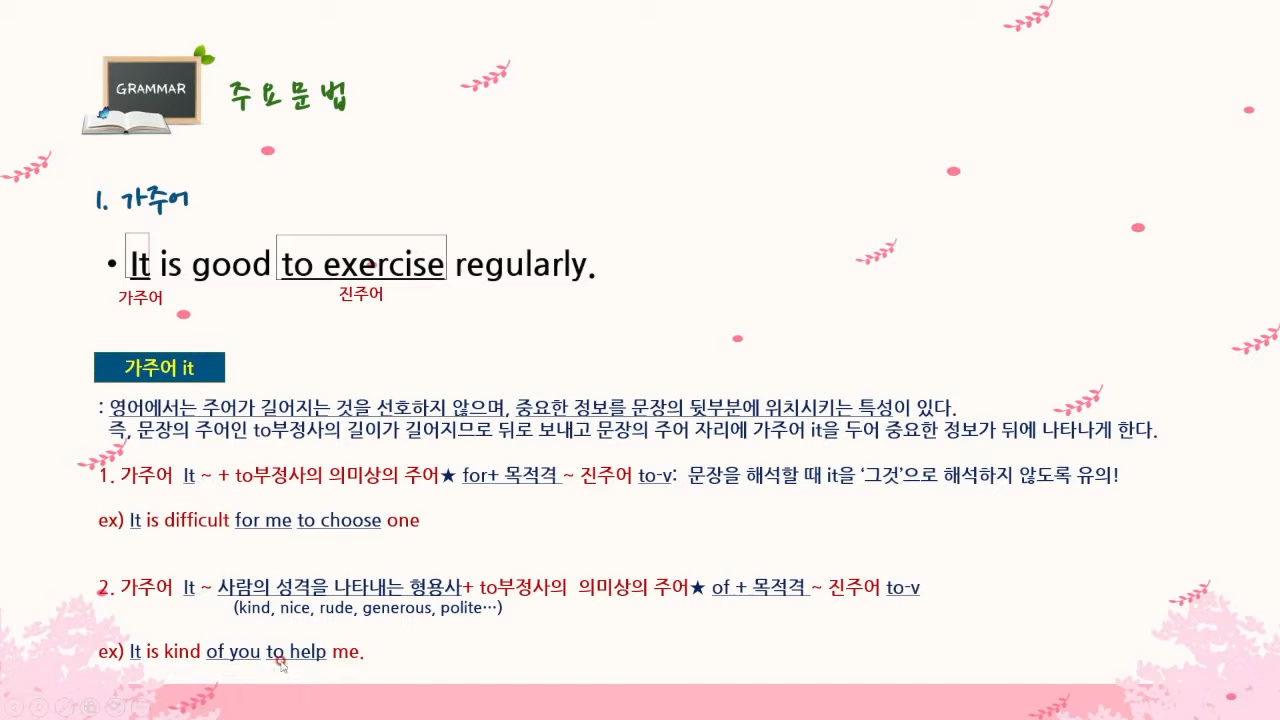 GRAMMAR
주요문법
1. 가주어
• It is good to exercise regularly.
가주어 진주어
가주어 it
: 영어에서는 주어가 길어지는 것을 선호하지 않으며, 중요한 정보를 문장의 뒷부분에 위치시키는 특성이 있다.
즉, 문장의 주어인 to부정사의 길이가 길어지므로 뒤로 보내고 문장의 주어 자리에 가주어 it을 두어 중요한 정보가 뒤에 나타나게 한다.
1. 가주어 It ~ + to부정사의 의미상의 주어★ for+ 목적격 ~ 진주어 to-v: 문장을 해석할 때 it을 ‘그것’으로 해석하지 않도록 유의!
ex) It is difficult for me to choose one
2. 가주어 It ~ 사람의 성격을 나타내는 형용사+ to부정사의 의미상의 주어★ of + 목적격 ~ 진주어 to-v
(kind, nice, rude, generous, polite…)
ex) It is kind of you to help me.